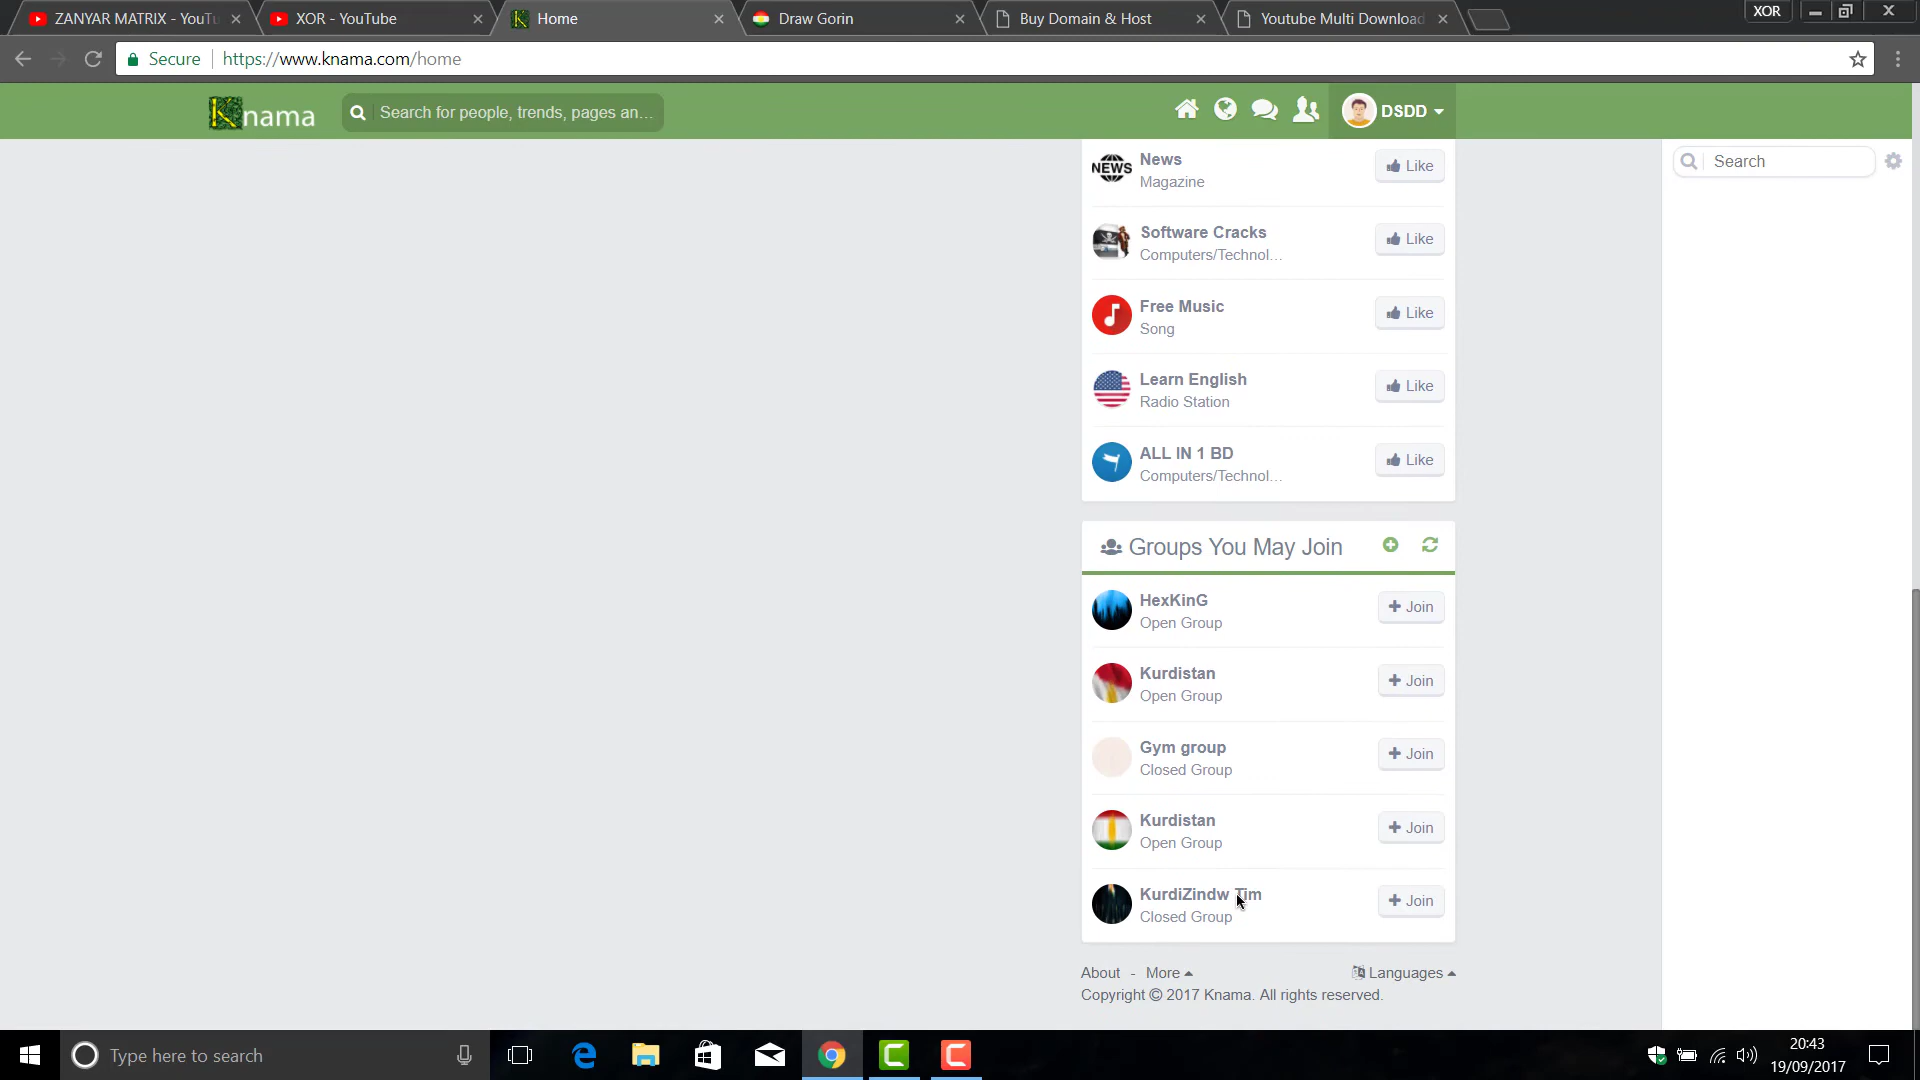 ZANYAR MATRIX - YouTu
XOR - YouTube
Home
Draw Gorin
Buy Domain & Host
Youtube Multi Download
XOR
Secure
https://www.knama.com/home
Knama
Search for people, trends, pages an...
DSDD
Search
NEWS
News
Magazine
Like
Software Cracks
Computers/Technol...
Like
Free Music
Song
Like
Learn English
Radio Station
Like
ALL IN 1 BD
Computers/Technol...
Like
Groups You May Join
HexKinG
Open Group
Join
Kurdistan
Open Group
Join
Gym group
Closed Group
Join
Kurdistan
Open Group
Join
KurdiZindw Tim
Closed Group
Join
About - More
Languages
Copyright © 2017 Knama. All rights reserved.
Type here to search
20:43
19/09/2017